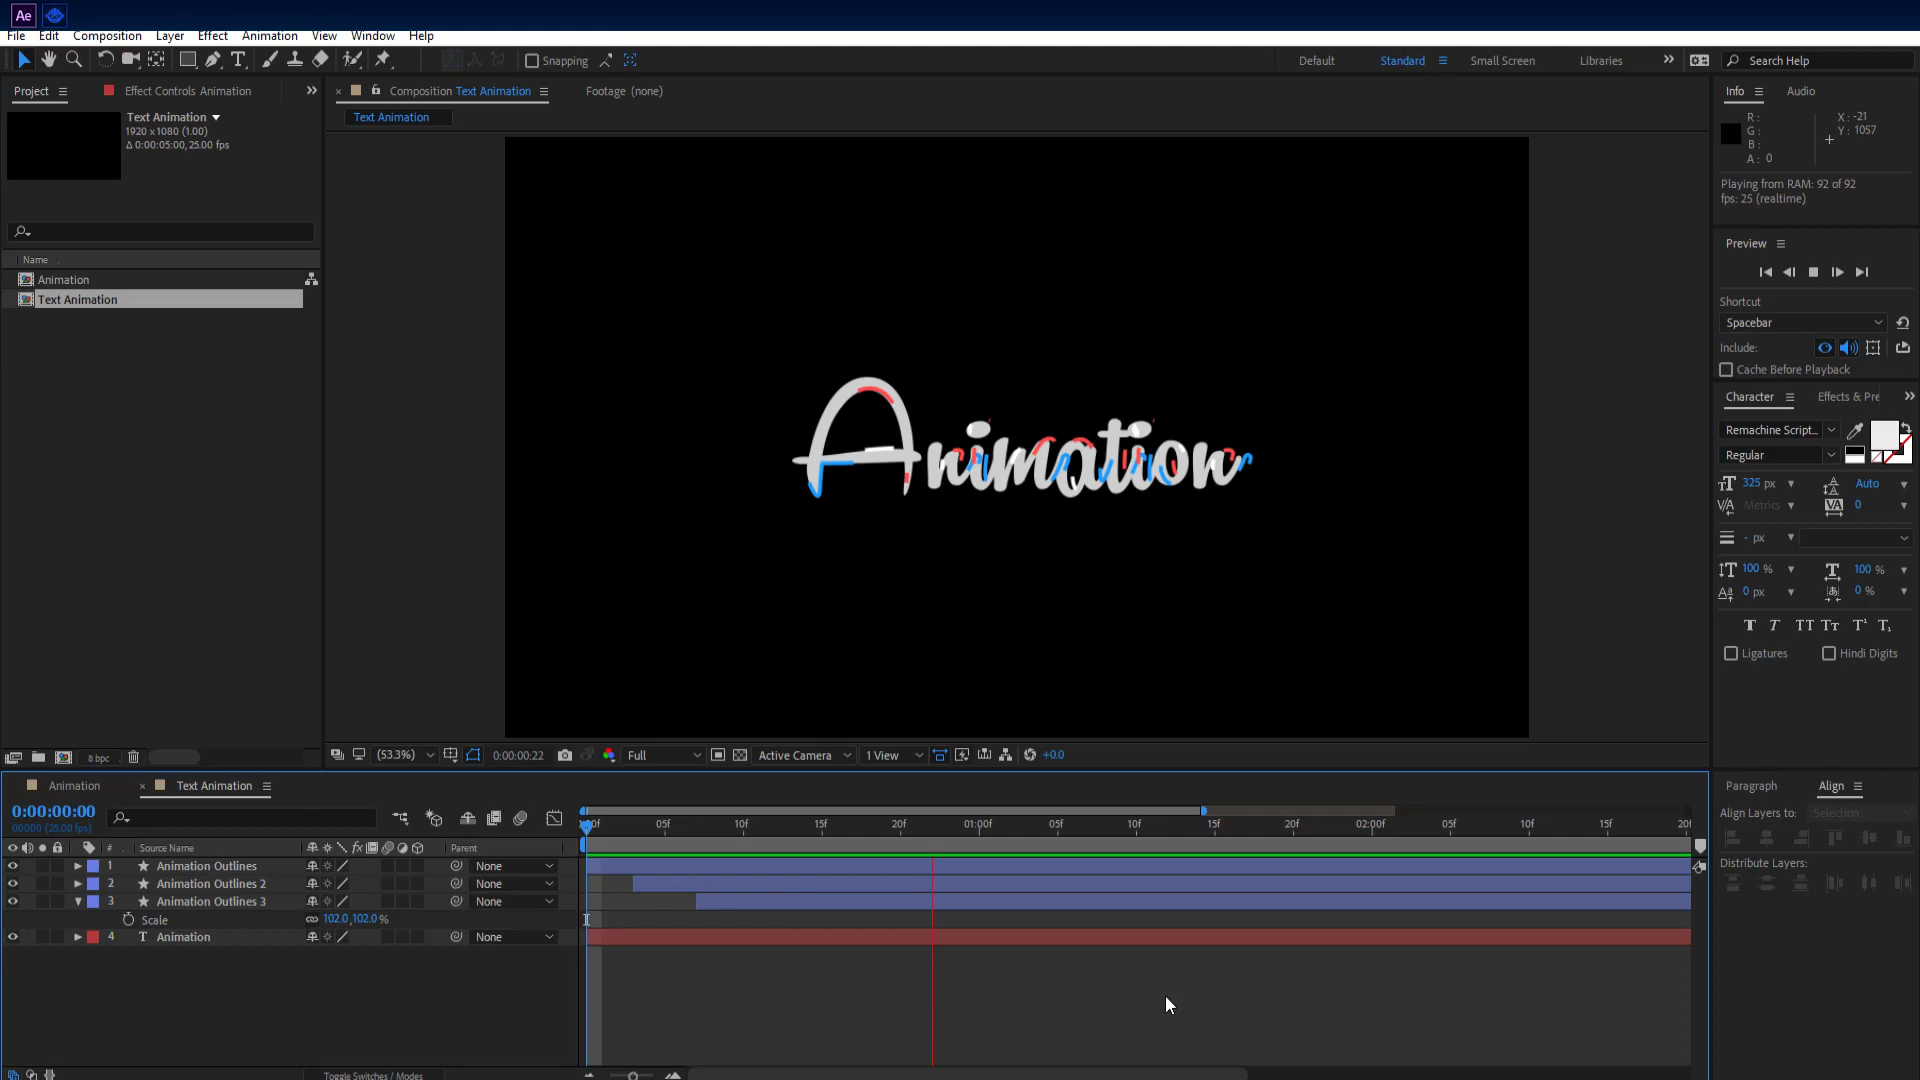 Ae
File Edit Composition Layer Effect Animation View Window Help
Snapping
Default Standard Small Screen Libraries Search Help
Project Effect Controls Animation
Composition Text Animation Footage (none)
Info Audio
Text Animation
1920 x1080 (1.00)
Δ 0:00:05:00, 25.00 fps
Text Animation
R :
G :
B :
A : 0
X : -21
Y : 1057
Playing from RAM: 92 of 92
fps: 25 (realtime)
Name
Animation
Text Animation
Preview
Shortcut
Spacebar
Include:
Cache Before Playback
Character Effects & Pre
Remachine Script...
Regular
325 px Auto
Metrics 0
- px
100 % 100 %
0 px 0 %
T T TT Tt T¹ T₁
Ligatures Hindi Digits
Animation
8 bpc
(53.3%) 0:00:00:22 Full Active Camera 1 View +0.0
Animation Text Animation
0:00:00:00
00000 (25.00 fps)
05f 10f 15f 20f 01:00f 05f 10f 15f 20f 02:00f 05f 10f 15f 20f
# Source Name Parent
1 Animation Outlines None
2 Animation Outlines 2 None
3 Animation Outlines 3 None
Scale 102.0,102.0 %
4 T Animation None
Toggle Switches / Modes
Paragraph Align
Align Layers to: Selection
Distribute Layers: